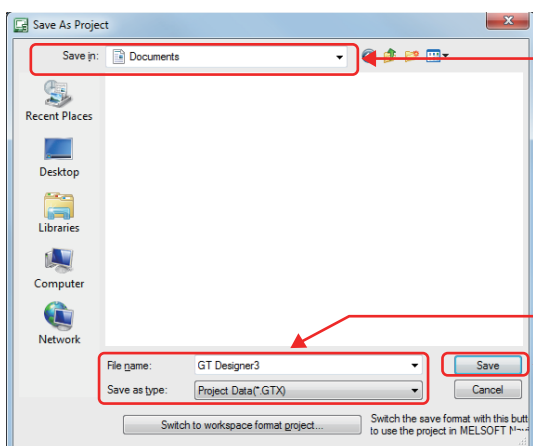 Save As Project
Save in: Documents
Recent Places
Desktop
Libraries
Computer
Network
File name: GT Designer3 Save
Save as type: Project Data(*.GTX) Cancel
Switch to workspace format project... Switch the save format with this
to use the project in MELSOFT